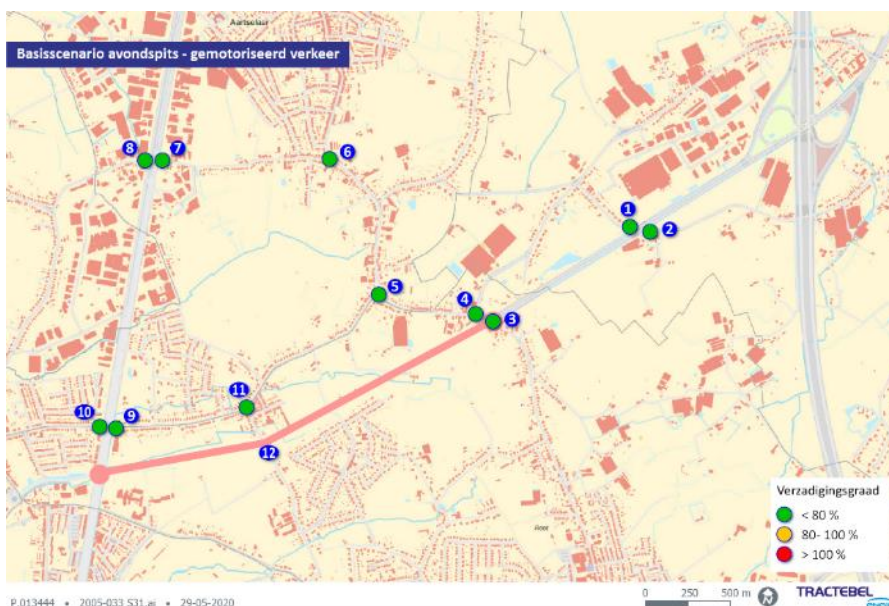 Aartselaar
Basisscenario avondspits - gemotoriseerd verkeer
8
7
6
1
2
5
4
3
11
10
9
12
Verzadigingsgraad
< 80 %
80- 100 %
> 100 %
Reet
0 250 500 m
N
TRACTEBEL
P.013444 • 2005-033 S31.ai • 29-05-2020